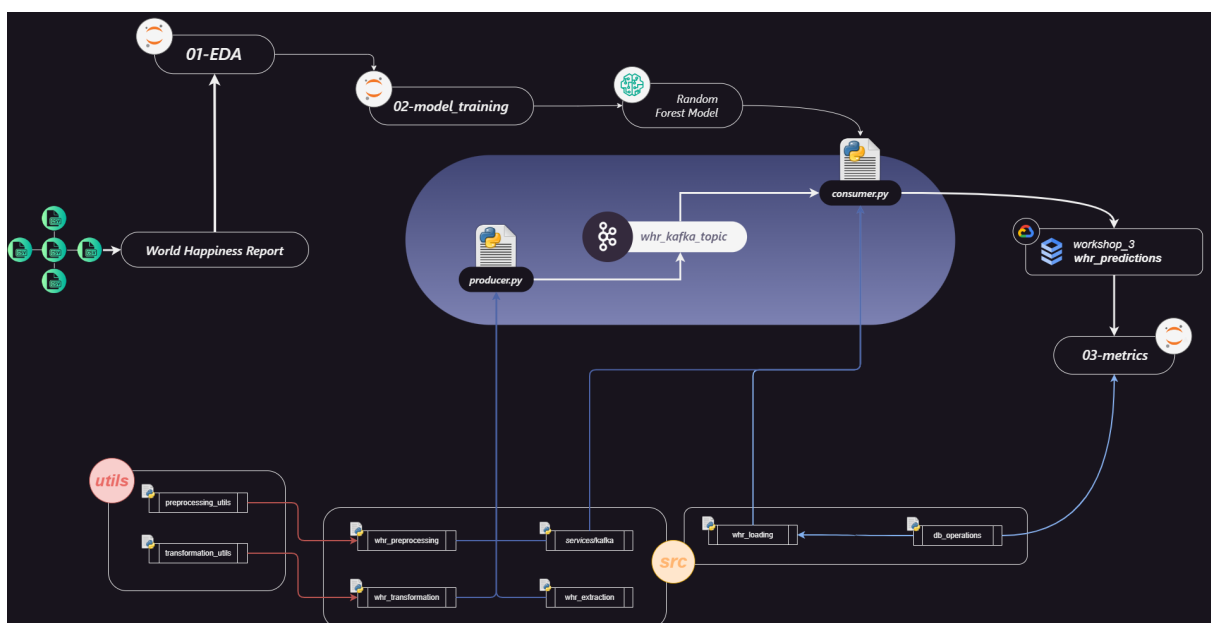 01-EDA
02-model_training
Random
Forest Model
consumer.py
whr_kafka_topic
World Happiness Report
producer.py
workshop_3
whr_predictions
03-metrics
utils
preprocessing_utils
transformation_utils
whr_preprocessing
services/kafka
whr_transformation
whr_extraction
src
whr_loading
db_operations